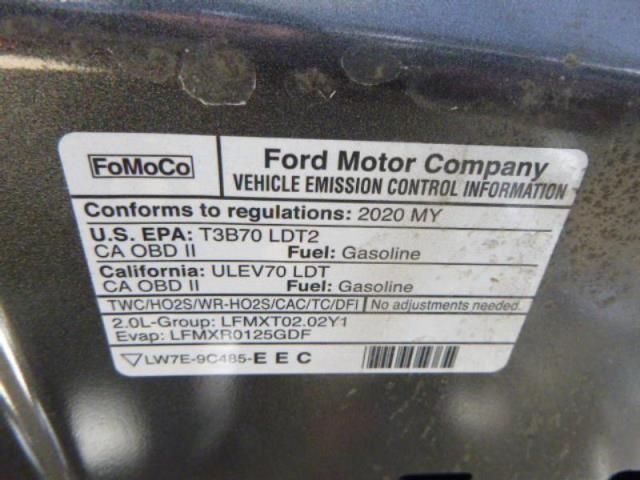 FoMoCo
Ford Motor Company
VEHICLE EMISSION CONTROL INFORMATION
Conforms to regulations: 2020 MY
U.S. EPA: T3B70 LDT2
CA OBD II Fuel: Gasoline
California: ULEV70 LDT
CA OBD II Fuel: Gasoline
TWC/HO2S/WR-HO2S/CAC/TC/DFI No adjustments needed.
2.0L-Group: LFMXT02.02Y1
Evap: LFMXR0125GDF
LW7E-9C485-E E C